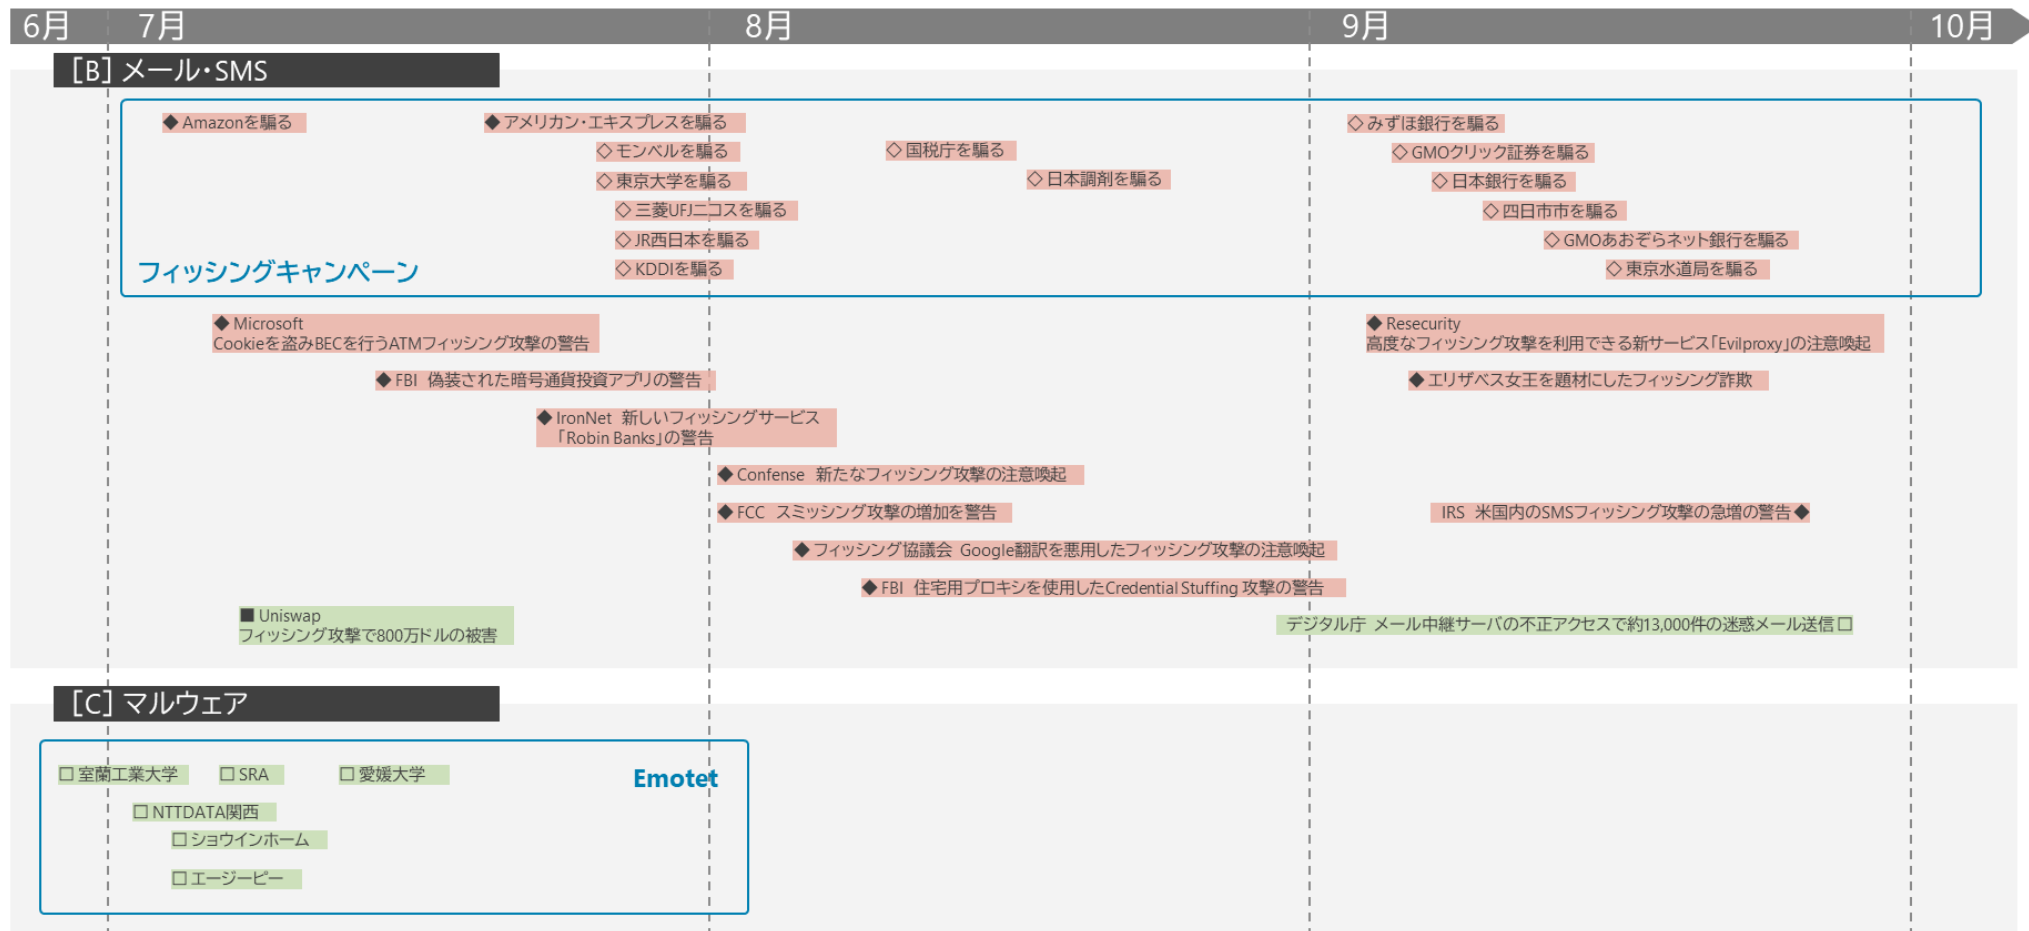 6月 7月 8月 9月 10月
[B] メール・SMS
◆ Amazonを騙る
◆ アメリカン・エキスプレスを騙る
◇ みずほ銀行を騙る
◇ モンベルを騙る
◇ 国税庁を騙る
◇ GMOクリック証券を騙る
◇ 東京大学を騙る
◇ 日本調剤を騙る
◇ 日本銀行を騙る
◇ 三菱UFJニコスを騙る
◇ 四日市市を騙る
◇ JR西日本を騙る
◇ GMOあおぞらネット銀行を騙る
フィッシングキャンペーン
◇ KDDIを騙る
◇ 東京水道局を騙る
◆ Microsoft
Cookieを盗みBECを行うATMフィッシング攻撃の警告
◆ Resecurity
高度なフィッシング攻撃を利用できる新サービス「Evilproxy」の注意喚起
◆ FBI 偽装された暗号通貨投資アプリの警告
◆ エリザベス女王を題材にしたフィッシング詐欺
◆ IronNet 新しいフィッシングサービス
「Robin Banks」の警告
◆ Confense 新たなフィッシング攻撃の注意喚起
◆ FCC スミッシング攻撃の増加を警告
IRS 米国内のSMSフィッシング攻撃の急増の警告 ◆
◆ フィッシング協議会 Google翻訳を悪用したフィッシング攻撃の注意喚起
◆ FBI 住宅用プロキシを使用したCredential Stuffing 攻撃の警告
■ Uniswap
フィッシング攻撃で800万ドルの被害
デジタル庁 メール中継サーバの不正アクセスで約13,000件の迷惑メール送信 □
[C] マルウェア
□ 室蘭工業大学
□ SRA
□ 愛媛大学
Emotet
□ NTTDATA関西
□ ショウインホーム
□ エージーピー